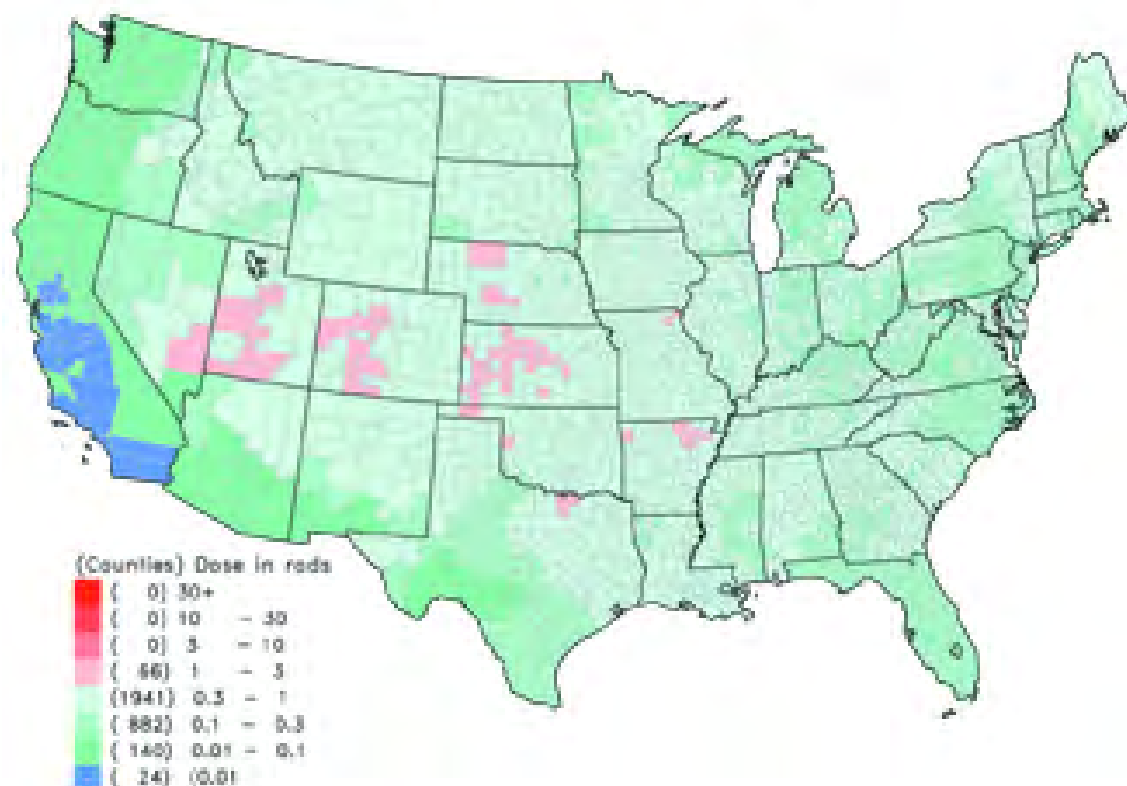 (Counties) Dose in rads
( 0) 30+
( 0) 10 - 30
( 0) 3 - 10
( 66) 1 - 3
(1941) 0.3 - 1
( 882) 0.1 - 0.3
( 140) 0.01 - 0.1
( 24) <0.01